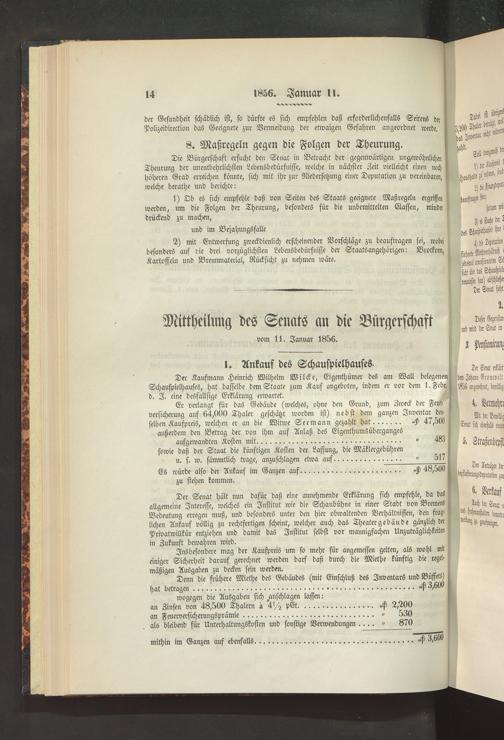 14 1856. Januar 11.
der Gesundheit schädlich ist, so dürfte es sich empfehlen daß erforderlichenfalls Seitens der
Polizeidirection das Geeignete zur Vermeidung der etwaigen Gefahren angeordnet werde.
8. Maßregeln gegen die Folgen der Theurung.
Die Bürgerschaft ersucht den Senat in Betracht der gegenwärtigen ungewöhnlichen
Theurung der unentbehrlichsten Lebensbedürfnisse, welche in nächster Zeit vielleicht einen noch
höheren Grad erreichen könnte, sich mit ihr zur Niedersetzung einer Deputation zu vereinbaren,
welche berathe und berichte:
1) Ob es sich empfehle daß von Seiten des Staats geeignete Maßregeln ergriffen
werden, um die Folgen der Theurung, besonders für die unbemittelten Classen, minder
drückend zu machen,
und im Bejahungsfalle
2) mit Entwerfung zweckdienlich erscheinender Vorschläge zu beauftragen sei, wobei
besonders auf die drei vorzüglichsten Lebensbedürfnisse der Staatsangehörigen: Brotkorn,
Kartoffeln und Brennmaterial, Rücksicht zu nehmen wäre.
Mittheilung des Senats an die Bürgerschaft
vom 11. Januar 1856.
1. Ankauf des Schauspielhauses.
Der Kaufmann Heinrich Wilhelm Wilcke, Eigenthümer des am Wall belegenen
Schauspielhauses, hat dasselbe dem Staate zum Kauf angeboten, indem er vor dem 1. Febr.
d. J. eine desfallsige Erklärung erwartet.
Er verlangt für das Gebäude (welches, ohne den Grund, zum Zweck der Feuer-
versicherung auf 64,000 Thaler geschätzt worden ist) nebst dem ganzen Inventar des-
selben Kaufpreis, welchen er an die Witwe Seemann gezahlt hat ...... ₰ 47,500
außerdem den Betrag der von ihm auf Anlaß des Eigenthumsüberganges
aufgewandten Kosten mit ...... " 483
sowie daß der Staat die künftigen Kosten der Lassung, die Mäklergebühren
u. s. w. sämmtlich trage, anzuschlagen etwa auf ...... " 517
Es würde also der Ankauf im Ganzen auf ...... ₰ 48,500
zu stehen kommen.
Der Senat hält nun dafür daß eine annehmende Erklärung sich empfehle, da das
allgemeine Interesse, welches ein Institut wie die Schaubühne in einer Stadt von Bremens
Bedeutung erregen muß, und besonders unter den hier obwaltenden Verhältnissen, den frag-
lichen Ankauf völlig zu rechtfertigen scheint, welcher auch das Theatergebäude gänzlich der
Privatwillkür entziehen und damit das Institut selbst vor mannigfachen Unzuträglichkeiten
in Zukunft bewahren wird.
Insbesondere mag der Kaufpreis um so mehr für angemessen gelten, als wohl mit
einiger Sicherheit darauf gerechnet werden darf daß durch die Miethe künftig die regel-
mäßigen Ausgaben zu decken sein werden.
Denn die frühere Miethe des Gebäudes (mit Einschluß des Inventars und Büffets)
hat betragen ...... ₰ 3,600
wogegen die Ausgaben sich anschlagen lassen:
an Zinsen von 48,500 Thalern à 4½ pCt. ...... ₰ 2,200
an Feuerversicherungsprämie ...... " 530
als bleibend für Unterhaltungskosten und sonstige Verwendungen .... " 870
mithin im Ganzen auf ebenfalls ...... ₰ 3,600